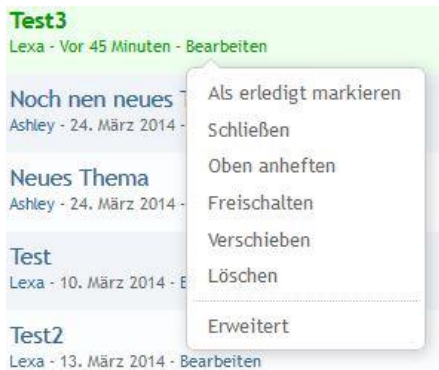 Test3
Lexa - Vor 45 Minuten - Bearbeiten
Noch nen neues
Ashley - 24. März 2014 -
Neues Thema
Ashley - 24. März 2014 -
Test
Lexa - 10. März 2014 -
Test2
Lexa - 13. März 2014 - Bearbeiten
Als erledigt markieren
Schließen
Oben anheften
Freischalten
Verschieben
Löschen
Erweitert